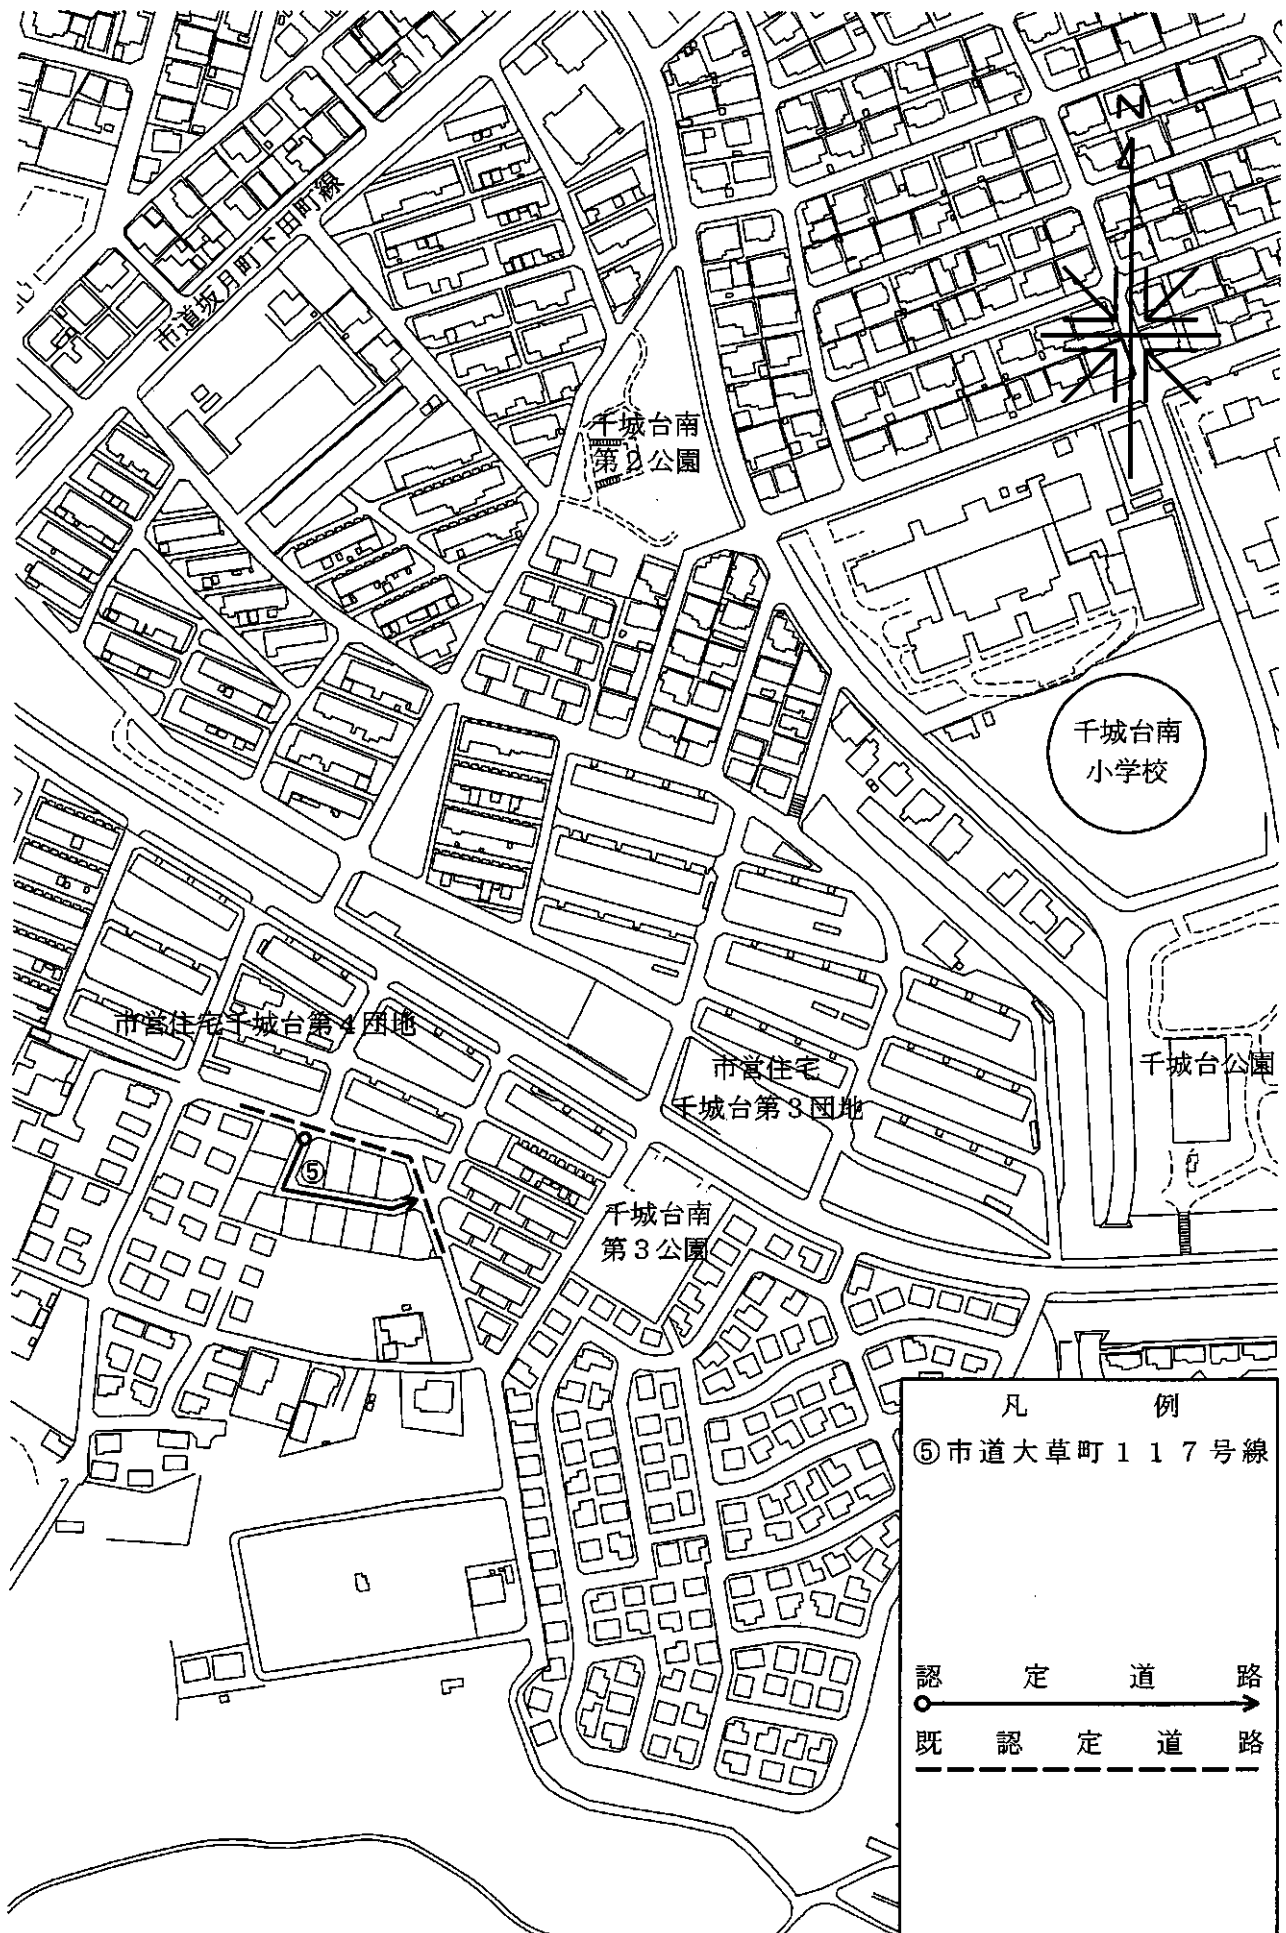 N
市道坂月町下田町線
千城台南
第2公園
千城台南
小学校
市営住宅千城台第4団地
市営住宅
千城台第3団地
千城台公園
⑤
千城台南
第3公園
凡 例
⑤市道大草町117号線
認 定 道 路
既 認 定 道 路